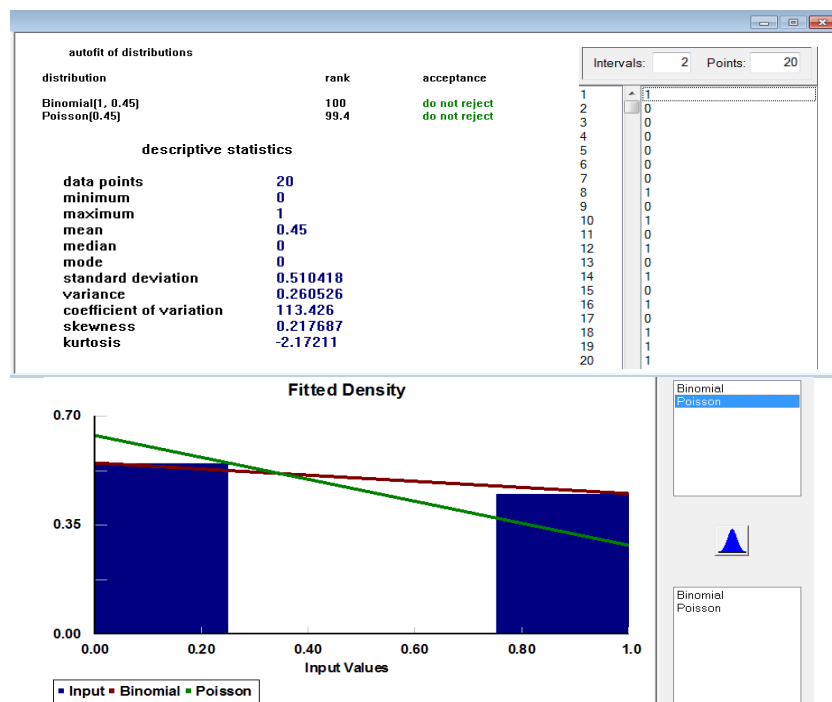 autofit of distributions
distribution rank acceptance
Binomial(1, 0.45) 100 do not reject
Poisson(0.45) 99.4 do not reject
descriptive statistics
data points 20
minimum 0
maximum 1
mean 0.45
median 0
mode 0
standard deviation 0.510418
variance 0.260526
coefficient of variation 113.426
skewness 0.217687
kurtosis -2.17211
Intervals: 2 Points: 20
1 1
2 0
3 0
4 0
5 0
6 0
7 0
8 1
9 0
10 1
11 0
12 1
13 0
14 1
15 0
16 1
17 0
18 1
19 1
20 1
Fitted Density
0.70
0.35
0.00
0.00 0.20 0.40 0.60 0.80 1.0
Input Values
Input Binomial Poisson
Binomial
Poisson
Binomial
Poisson